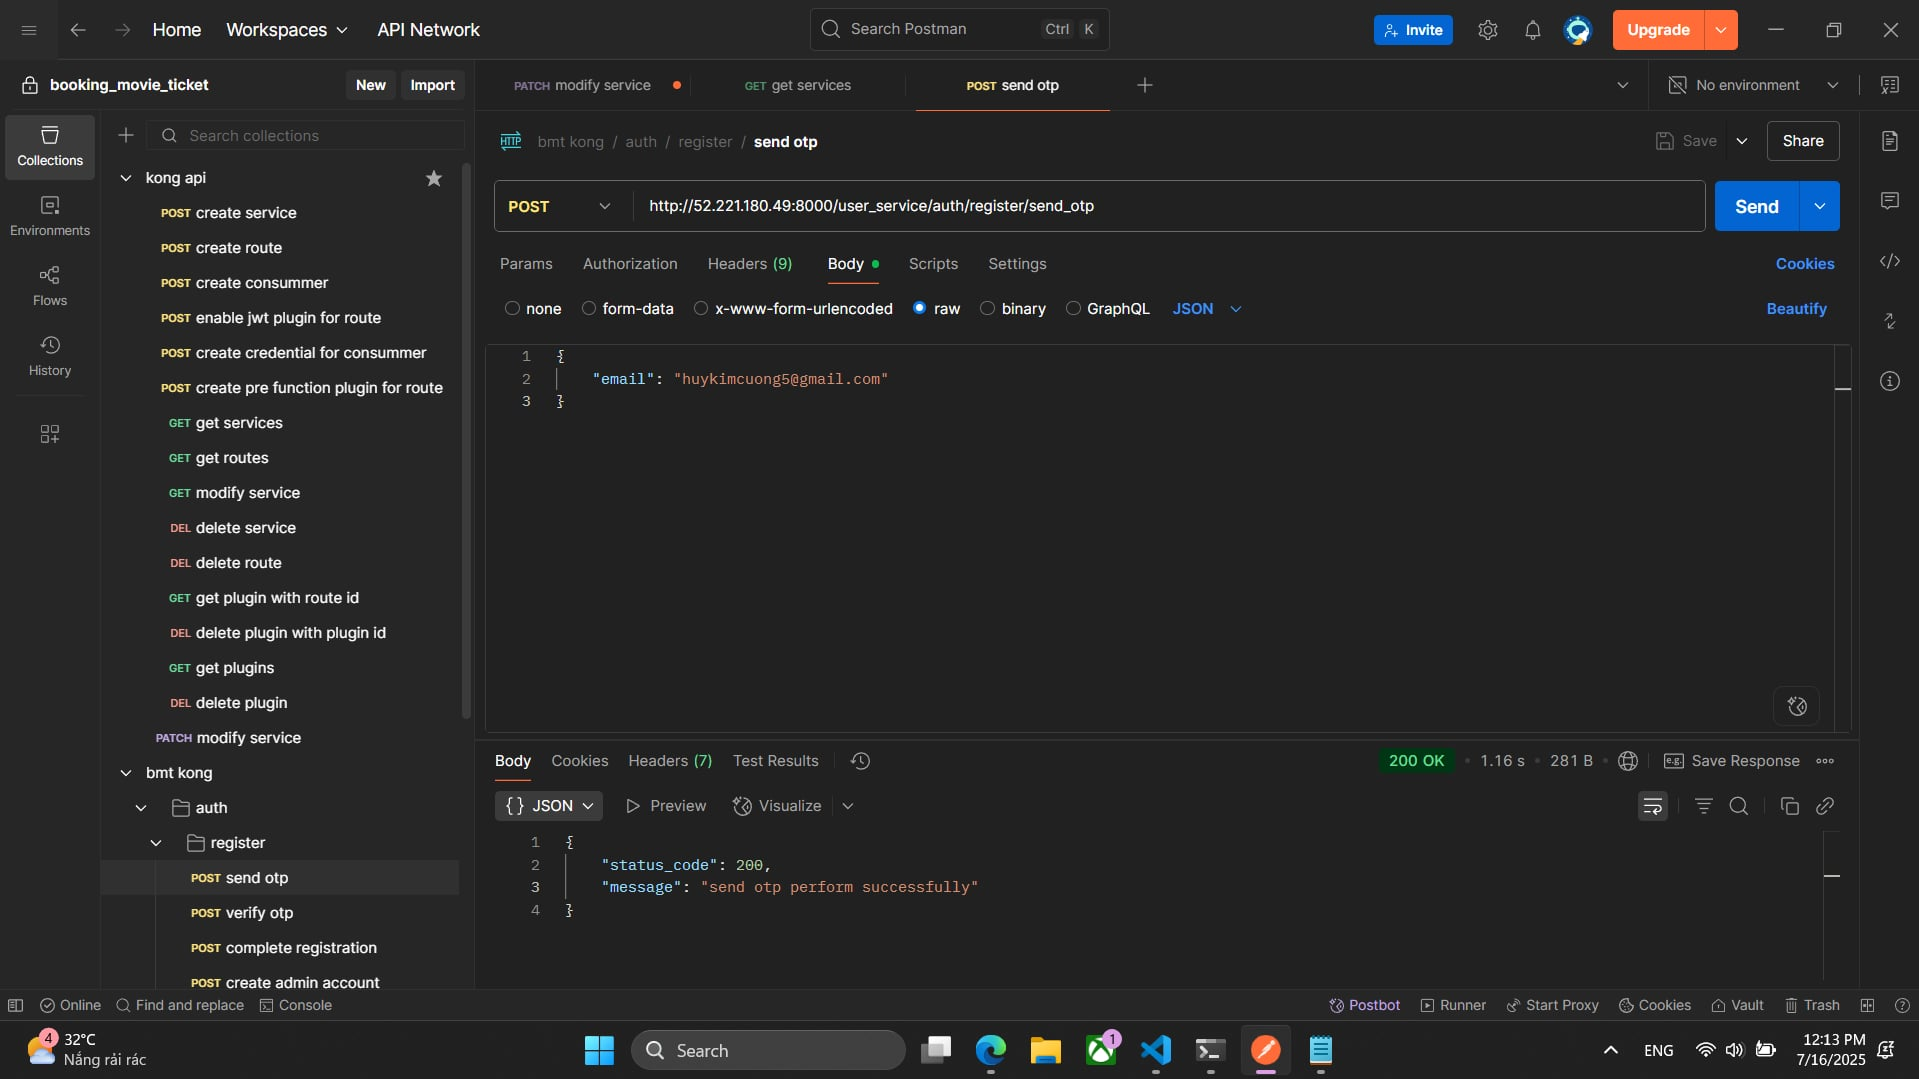 Home
Workspaces
API Network
Search Postman
Ctrl K
Invite
Upgrade
booking_movie_ticket
New
Import
PATCH modify service
GET get services
POST send otp
No environment
Collections
Environments
Flows
History
Search collections
kong api
POST create service
POST create route
POST create consummer
POST enable jwt plugin for route
POST create credential for consummer
POST create pre function plugin for route
GET get services
GET get routes
GET modify service
DEL delete service
DEL delete route
GET get plugin with route id
DEL delete plugin with plugin id
GET get plugins
DEL delete plugin
PATCH modify service
bmt kong
auth
register
POST send otp
POST verify otp
POST complete registration
POST create admin account
HTTP bmt kong / auth / register / send otp
Save
Share
POST
http://52.221.180.49:8000/user_service/auth/register/send_otp
Send
Params
Authorization
Headers (9)
Body
Scripts
Settings
Cookies
none
form-data
x-www-form-urlencoded
raw
binary
GraphQL
JSON
Beautify
1 {
2 "email": "huykimcuong5@gmail.com"
3 }
Body
Cookies
Headers (7)
Test Results
200 OK
1.16 s
281 B
e.g. Save Response
{} JSON
Preview
Visualize
1 {
2 "status_code": 200,
3 "message": "send otp perform successfully"
4 }
Online
Find and replace
Console
Postbot
Runner
Start Proxy
Cookies
Vault
Trash
4
32°C
Nắng rải rác
Search
1
ENG
12:13 PM
7/16/2025